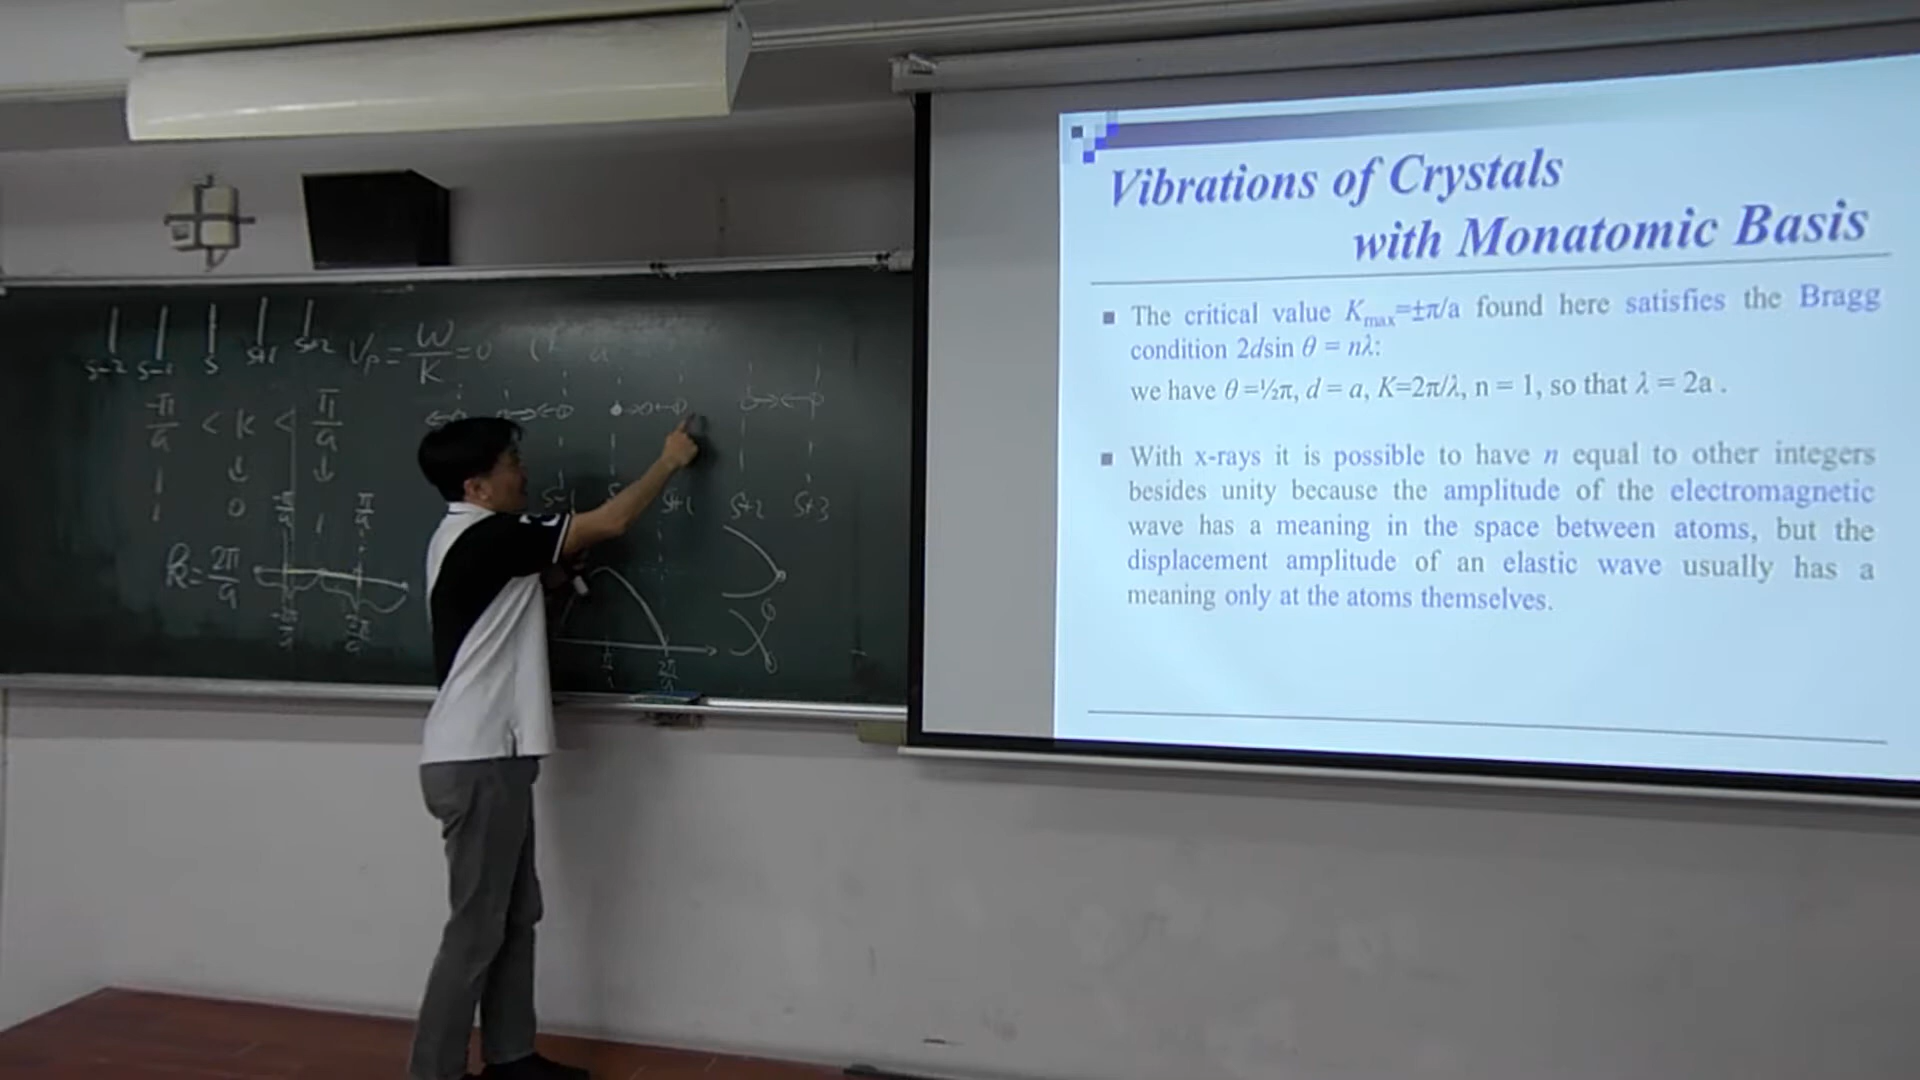 Vibrations of Crystals
with Monatomic Basis
The critical value Kmax=±π/a found here satisfies the Bragg
condition 2dsin θ = nλ:
we have θ =½π, d = a, K=2π/λ, n = 1, so that λ = 2a .
With x-rays it is possible to have n equal to other integers
besides unity because the amplitude of the electromagnetic
wave has a meaning in the space between atoms, but the
displacement amplitude of an elastic wave usually has a
meaning only at the atoms themselves.
s-2 s-1 s s+1 s+2
Vp = W/K = 0
-π/a < k < π/a
0
S-1 S+1 S+2 S+3
π/a
k = 2π/a
2π/a